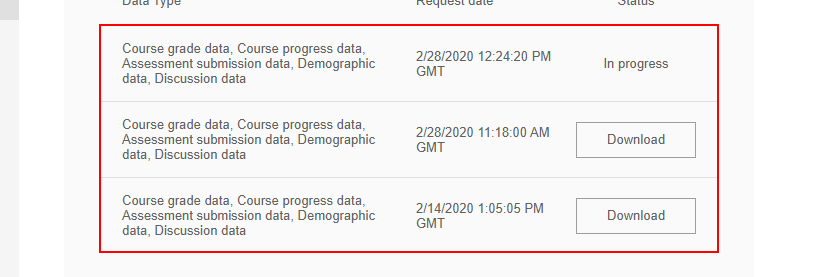 Data Type Request date Status
Course grade data, Course progress data,
Assessment submission data, Demographic
data, Discussion data
2/28/2020 12:24:20 PM
GMT
In progress
Course grade data, Course progress data,
Assessment submission data, Demographic
data, Discussion data
2/28/2020 11:18:00 AM
GMT
Download
Course grade data, Course progress data,
Assessment submission data, Demographic
data, Discussion data
2/14/2020 1:05:05 PM
GMT
Download